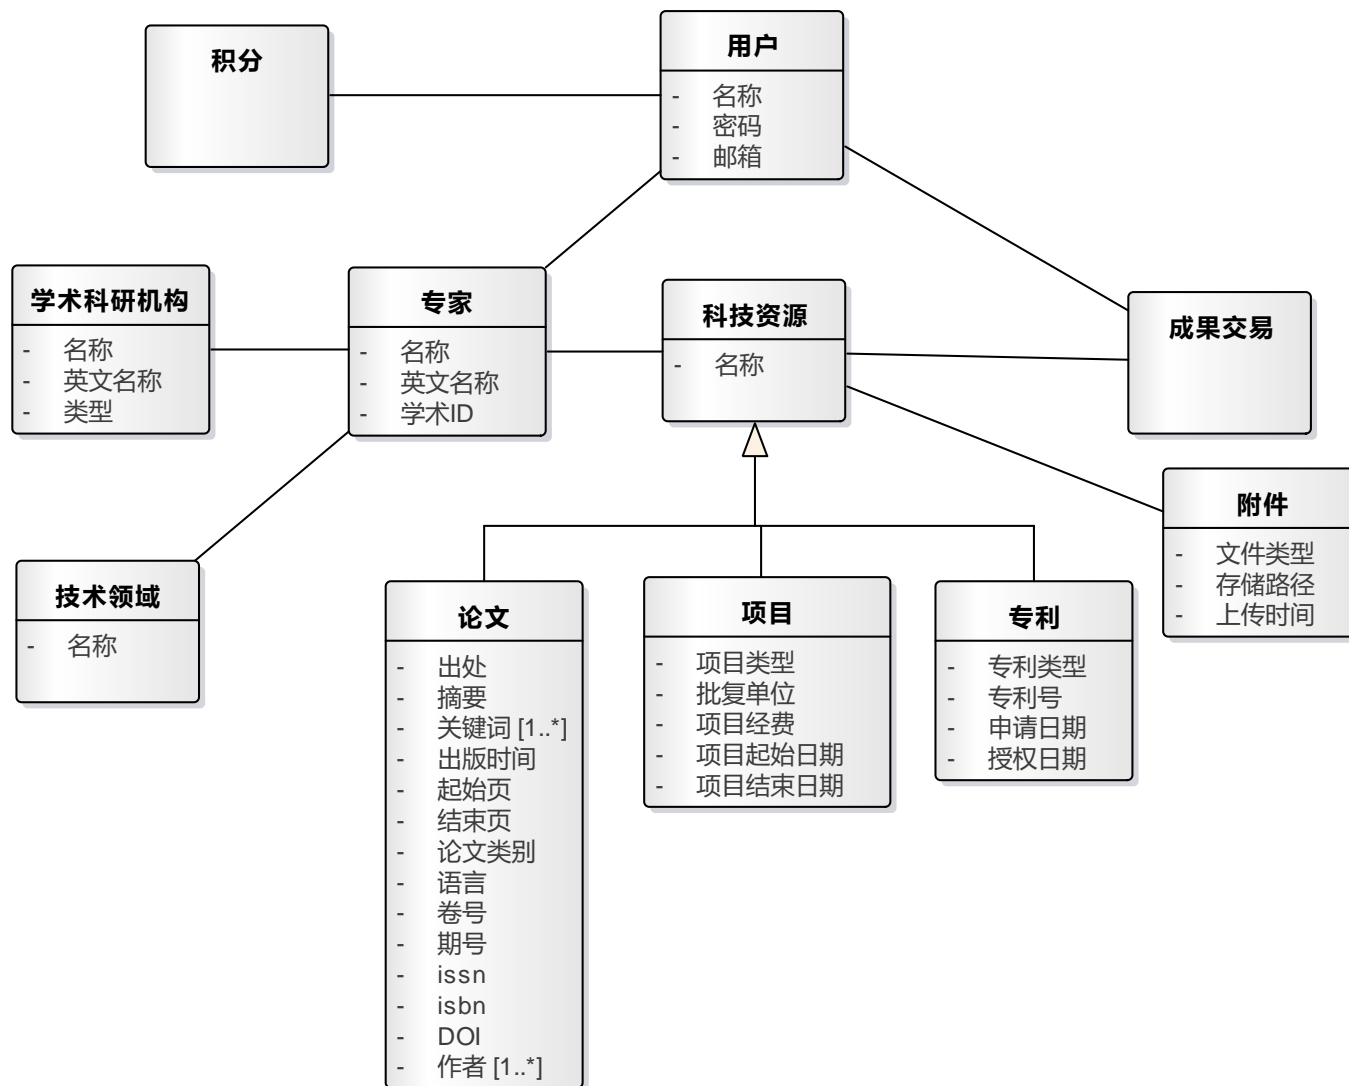 积分
用户
- 名称
- 密码
- 邮箱
学术科研机构
- 名称
- 英文名称
- 类型
专家
- 名称
- 英文名称
- 学术ID
科技资源
- 名称
成果交易
附件
- 文件类型
- 存储路径
- 上传时间
技术领域
- 名称
论文
- 出处
- 摘要
- 关键词 [1..*]
- 出版时间
- 起始页
- 结束页
- 论文类别
- 语言
- 卷号
- 期号
- issn
- isbn
- DOI
- 作者 [1..*]
项目
- 项目类型
- 批复单位
- 项目经费
- 项目起始日期
- 项目结束日期
专利
- 专利类型
- 专利号
- 申请日期
- 授权日期